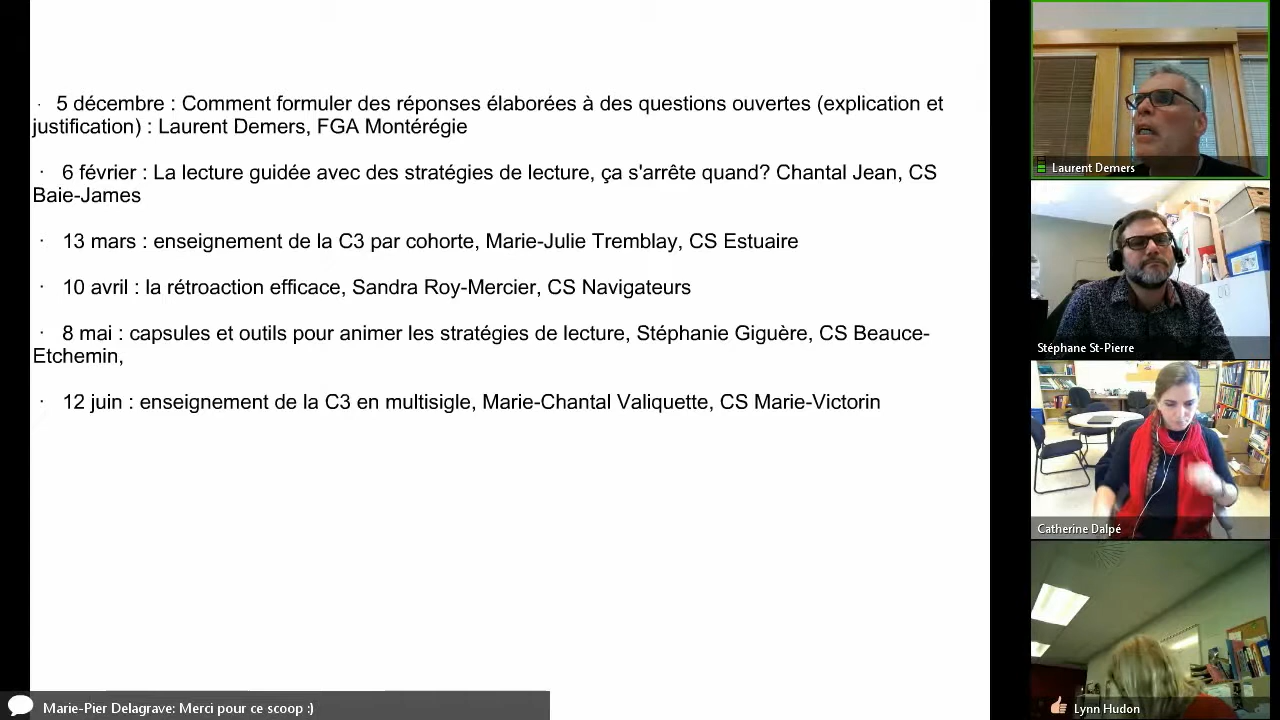 · 5 décembre : Comment formuler des réponses élaborées à des questions ouvertes (explication et
justification) : Laurent Demers, FGA Montérégie
· 6 février : La lecture guidée avec des stratégies de lecture, ça s'arrête quand? Chantal Jean, CS
Baie-James
· 13 mars : enseignement de la C3 par cohorte, Marie-Julie Tremblay, CS Estuaire
· 10 avril : la rétroaction efficace, Sandra Roy-Mercier, CS Navigateurs
· 8 mai : capsules et outils pour animer les stratégies de lecture, Stéphanie Giguère, CS Beauce-
Etchemin,
· 12 juin : enseignement de la C3 en multisigle, Marie-Chantal Valiquette, CS Marie-Victorin
Marie-Pier Delagrave: Merci pour ce scoop :)
Laurent Demers
Stéphane St-Pierre
Catherine Dalpé
Lynn Hudon